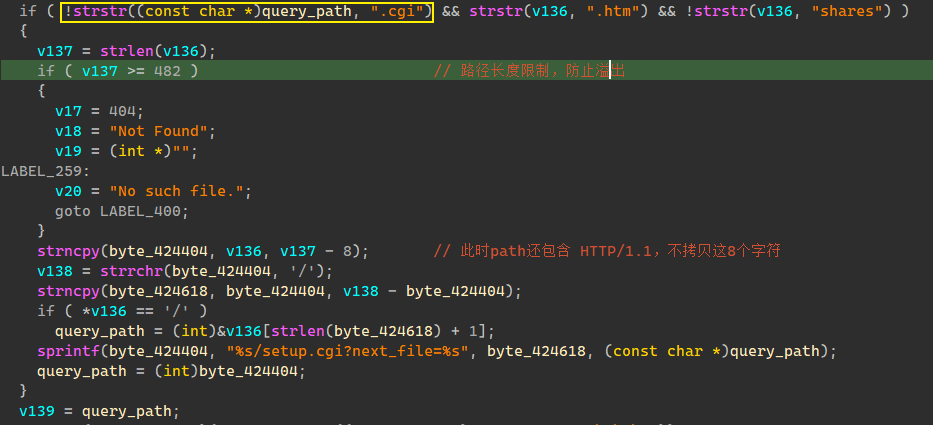 if ( !strstr((const char *)query_path, ".cgi") && strstr(v136, ".htm") && !strstr(v136, "shares") )
{
v137 = strlen(v136);
if ( v137 >= 482 ) // 路径长度限制，防止溢出
{
v17 = 404;
v18 = "Not Found";
v19 = (int *)"";
LABEL_259:
v20 = "No such file.";
goto LABEL_400;
}
strncpy(byte_424404, v136, v137 - 8); // 此时path还包含 HTTP/1.1，不拷贝这8个字符
v138 = strrchr(byte_424404, '/');
strncpy(byte_424618, byte_424404, v138 - byte_424404);
if ( *v136 == '/' )
query_path = (int)&v136[strlen(byte_424618) + 1];
sprintf(byte_424404, "%s/setup.cgi?next_file=%s", byte_424618, (const char *)query_path);
query_path = (int)byte_424404;
}
v139 = query_path;